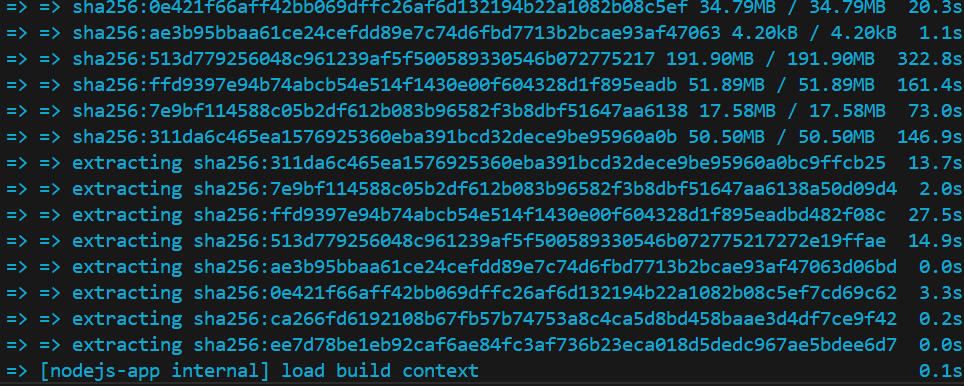 => => sha256:0e421f66aff42bb069dffc26af6d132194b22a1082b08c5ef 34.79MB / 34.79MB 20.3s
=> => sha256:ae3b95bbaa61ce24cefdd89e7c74d6fbd7713b2bcae93af47063 4.20kB / 4.20kB 1.1s
=> => sha256:513d779256048c961239af5f500589330546b072775217 191.90MB / 191.90MB 322.8s
=> => sha256:ffd9397e94b74abcb54e514f1430e00f604328d1f895eadb 51.89MB / 51.89MB 161.4s
=> => sha256:7e9bf114588c05b2df612b083b96582f3b8dbf51647aa6138 17.58MB / 17.58MB 73.0s
=> => sha256:311da6c465ea1576925360eba391bcd32dece9be95960a0b 50.50MB / 50.50MB 146.9s
=> => extracting sha256:311da6c465ea1576925360eba391bcd32dece9be95960a0bc9ffcb25 13.7s
=> => extracting sha256:7e9bf114588c05b2df612b083b96582f3b8dbf51647aa6138a50d09d4 2.0s
=> => extracting sha256:ffd9397e94b74abcb54e514f1430e00f604328d1f895eadbd482f08c 27.5s
=> => extracting sha256:513d779256048c961239af5f500589330546b072775217272e19ffae 14.9s
=> => extracting sha256:ae3b95bbaa61ce24cefdd89e7c74d6fbd7713b2bcae93af47063d06bd 0.0s
=> => extracting sha256:0e421f66aff42bb069dffc26af6d132194b22a1082b08c5ef7cd69c62 3.3s
=> => extracting sha256:ca266fd6192108b67fb57b74753a8c4ca5d8bd458baae3d4df7ce9f42 0.2s
=> => extracting sha256:ee7d78be1eb92caf6ae84fc3af736b23eca018d5dedc967ae5bdee6d7 0.0s
=> [nodejs-app internal] load build context 0.1s